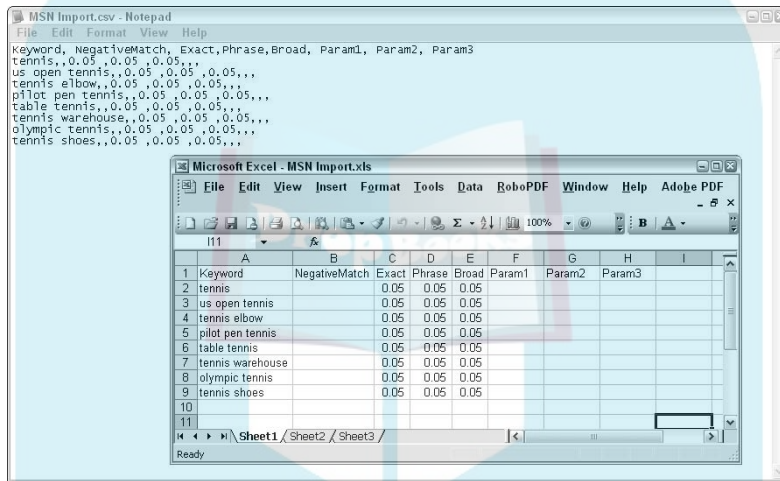 MSN Import.csv - Notepad
File Edit Format View Help
Keyword, NegativeMatch, Exact,Phrase,Broad, Param1, Param2, Param3
tennis,,0.05 ,0.05 ,0.05,,,
us open tennis,,0.05 ,0.05 ,0.05,,,
tennis elbow,,0.05 ,0.05 ,0.05,,,
pilot pen tennis,,0.05 ,0.05 ,0.05,,,
table tennis,,0.05 ,0.05 ,0.05,,,
tennis warehouse,,0.05 ,0.05 ,0.05,,,
olympic tennis,,0.05 ,0.05 ,0.05,,,
tennis shoes,,0.05 ,0.05 ,0.05,,,
Microsoft Excel - MSN Import.xls
File Edit View Insert Format Tools Data RoboPDF Window Help Adobe PDF
Σ 100% B A
I11 fx
A B C D E F G H I
1 Keyword NegativeMatch Exact Phrase Broad Param1 Param2 Param3
2 tennis 0.05 0.05 0.05
3 us open tennis 0.05 0.05 0.05
4 tennis elbow 0.05 0.05 0.05
5 pilot pen tennis 0.05 0.05 0.05
6 table tennis 0.05 0.05 0.05
7 tennis warehouse 0.05 0.05 0.05
8 olympic tennis 0.05 0.05 0.05
9 tennis shoes 0.05 0.05 0.05
10
11
Sheet1 / Sheet2 / Sheet3 /
Ready